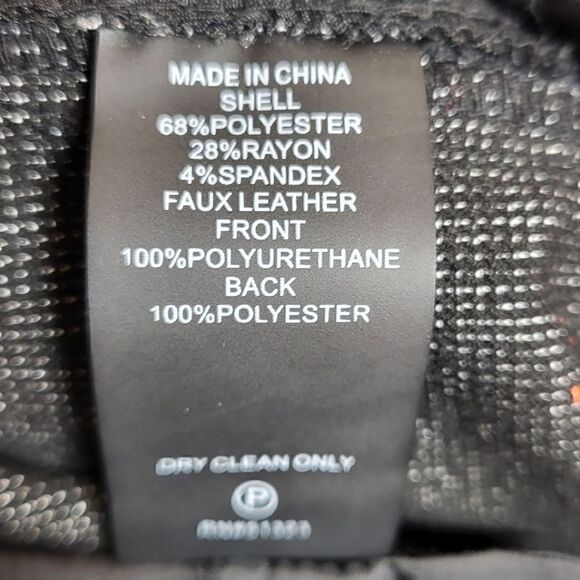 MADE IN CHINA
SHELL
68%POLYESTER
28%RAYON
4%SPANDEX
FAUX LEATHER
FRONT
100%POLYURETHANE
BACK
100%POLYESTER
DRY CLEAN ONLY
P